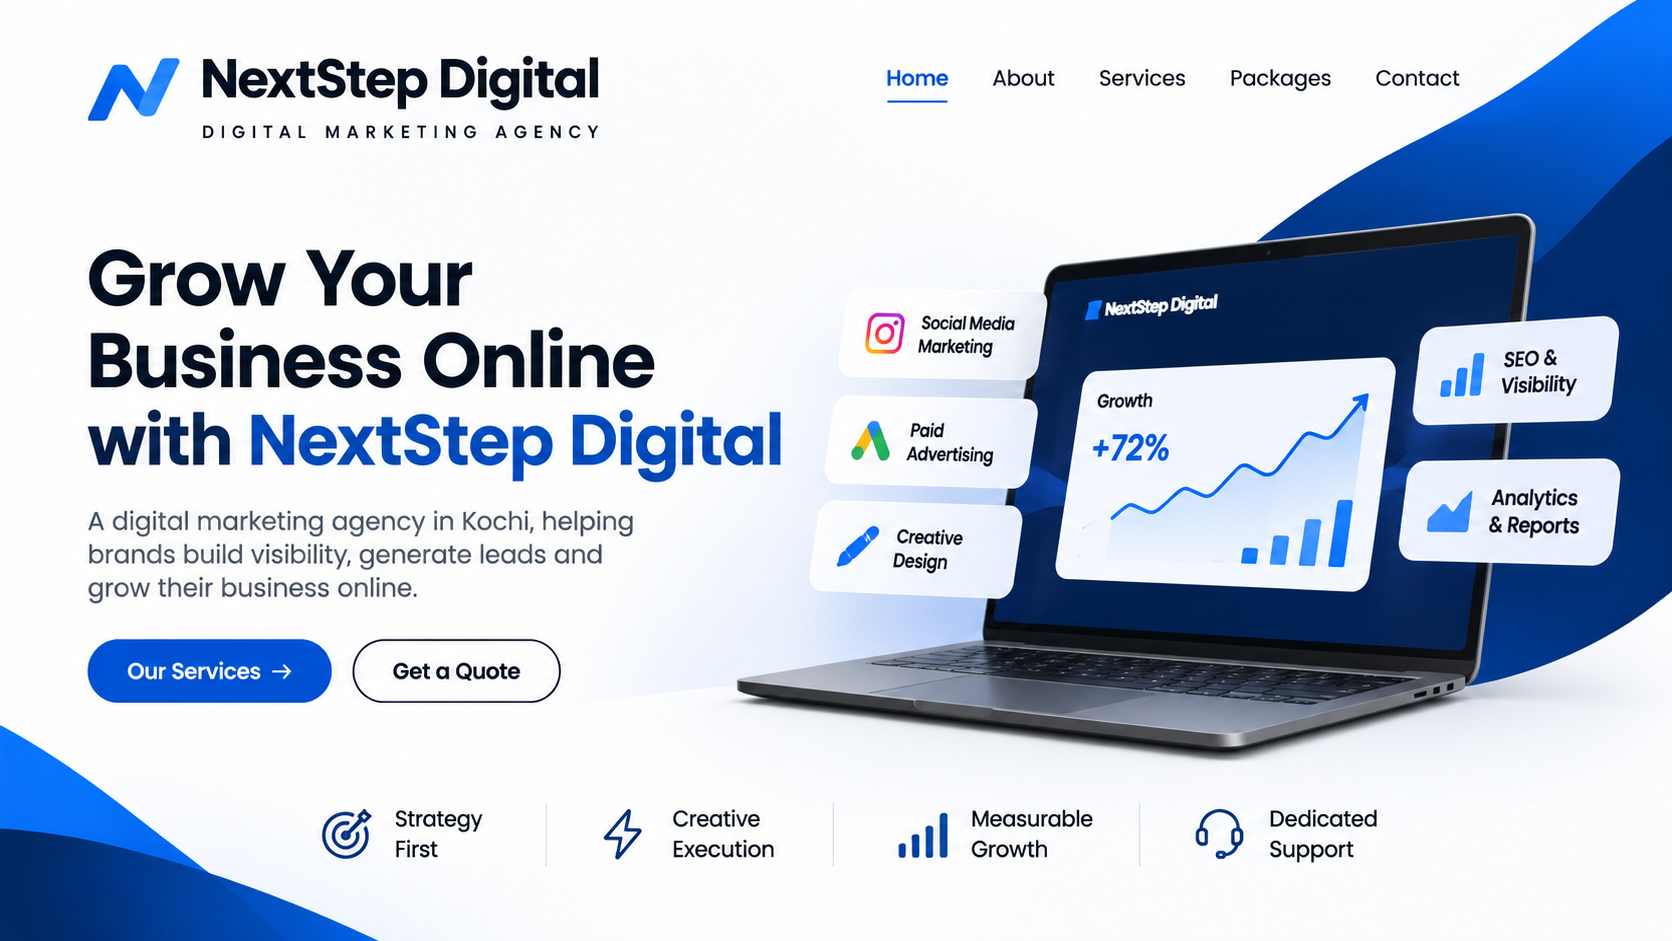 NextStep Digital
DIGITAL MARKETING AGENCY
Home
About
Services
Packages
Contact
Grow Your
Business Online
with NextStep Digital
A digital marketing agency in Kochi, helping
brands build visibility, generate leads and
grow their business online.
Our Services →
Get a Quote
Social Media
Marketing
Paid
Advertising
Creative
Design
NextStep Digital
Growth
+72%
SEO &
Visibility
Analytics
& Reports
Strategy
First
Creative
Execution
Measurable
Growth
Dedicated
Support